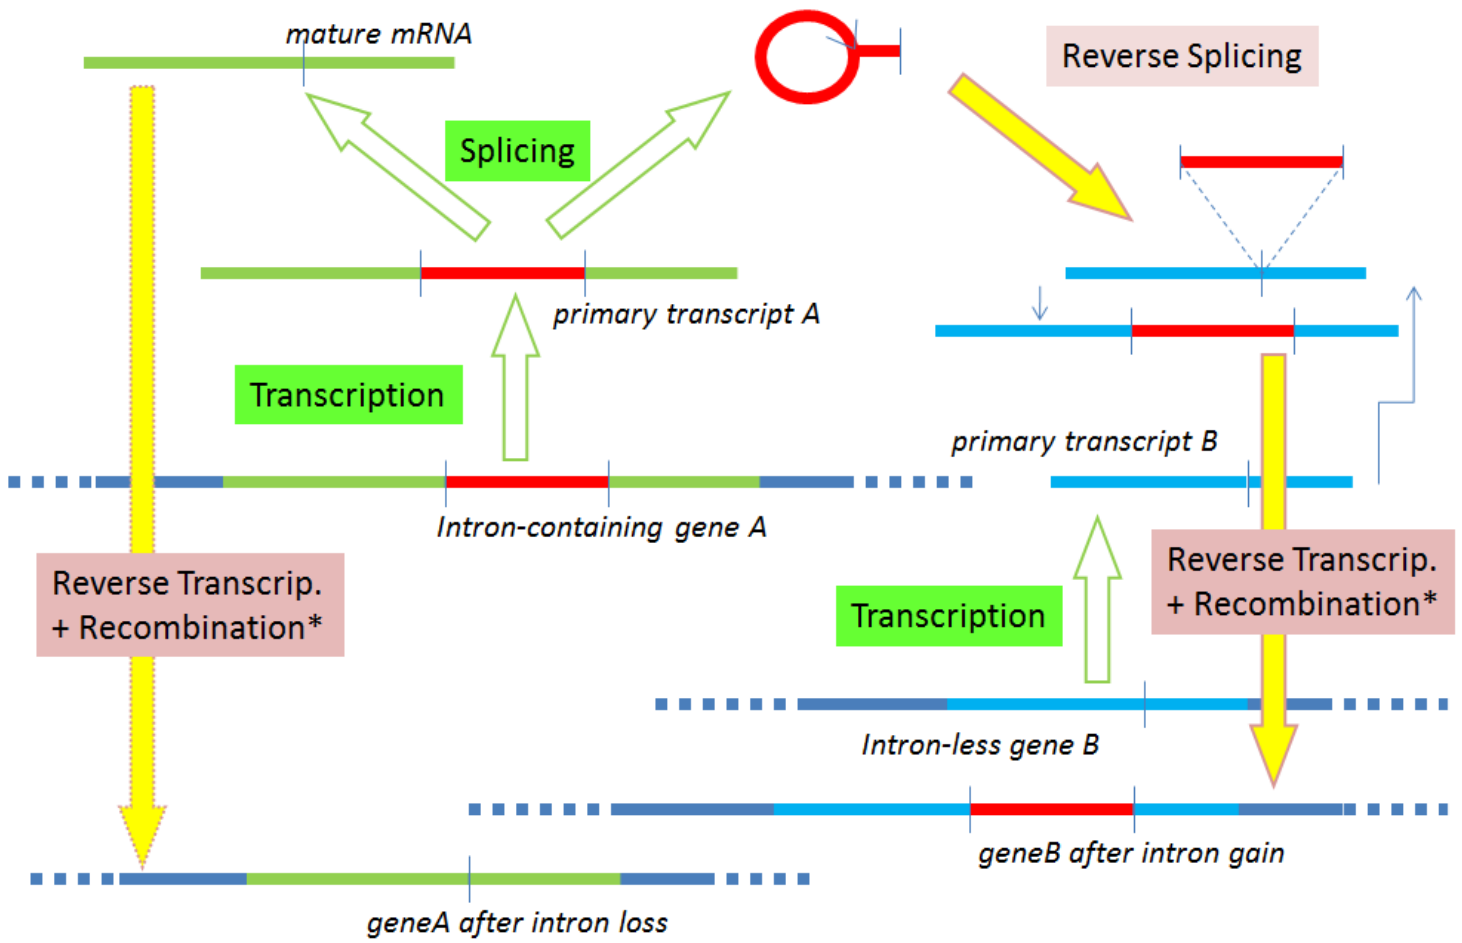 mature mRNA
Reverse Splicing
Splicing
primary transcript A
Transcription
primary transcript B
Intron-containing gene A
Reverse Transcrip.
+ Recombination*
Reverse Transcrip.
+ Recombination*
Transcription
Intron-less gene B
geneB after intron gain
geneA after intron loss